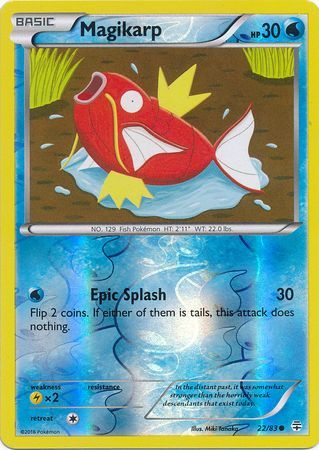 BASIC Magikarp HP30
NO. 129 Fish Pokémon HT: 2'11" WT: 22.0 lbs.
Epic Splash 30
Flip 2 coins. If either of them is tails, this attack does
nothing.
weakness resistance
×2
retreat
In the distant past, it was somewhat
stronger than the horribly weak
descendants that exist today.
©2016 Pokémon Illus. Miki Tanaka 22/83